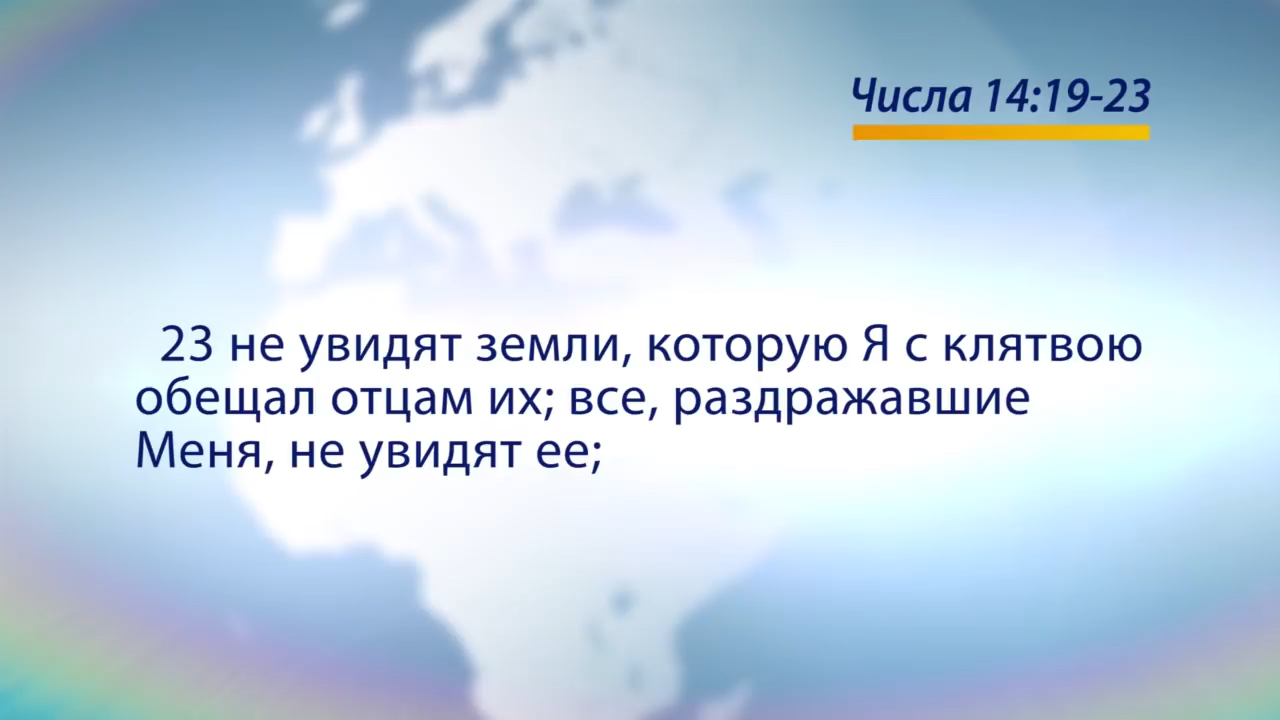 Числа 14:19-23
23 не увидят земли, которую Я с клятвою
обещал отцам их; все, раздражавшие
Меня, не увидят ее;